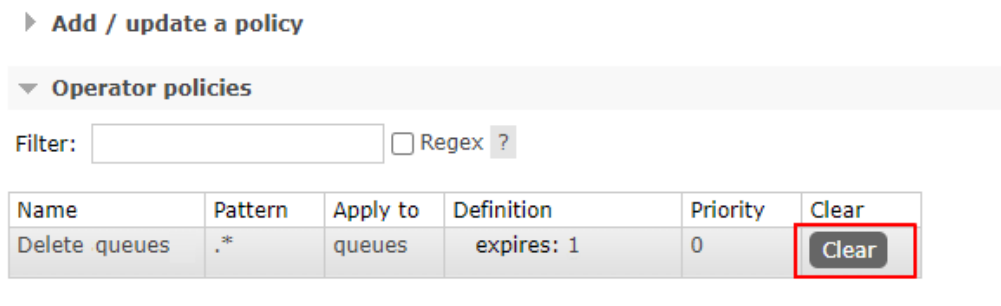 Add / update a policy
Operator policies
Filter: Regex ?
Name Pattern Apply to Definition Priority Clear
Delete queues .* queues expires: 1 0 Clear